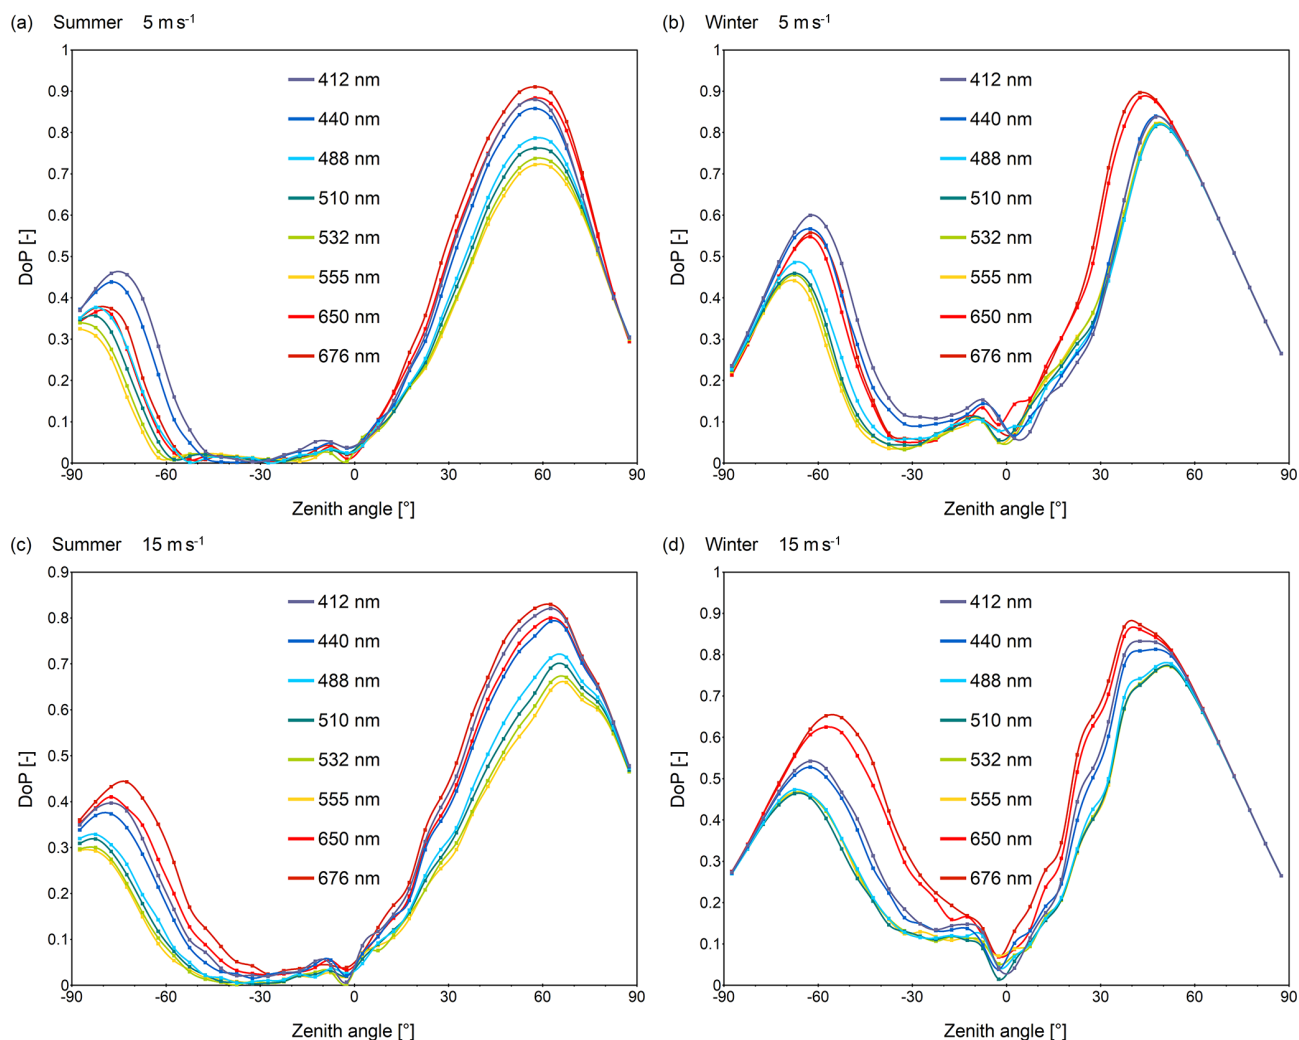 (a) Summer 5 m s⁻¹
1
0.9
0.8
0.7
0.6
0.5
0.4
0.3
0.2
0.1
0
DoP [-]
412 nm
440 nm
488 nm
510 nm
532 nm
555 nm
650 nm
676 nm
-90 -60 -30 0 30 60 90
Zenith angle [°]
(b) Winter 5 m s⁻¹
1
0.9
0.8
0.7
0.6
0.5
0.4
0.3
0.2
0.1
0
DoP [-]
412 nm
440 nm
488 nm
510 nm
532 nm
555 nm
650 nm
676 nm
-90 -60 -30 0 30 60 90
Zenith angle [°]
(c) Summer 15 m s⁻¹
0.9
0.8
0.7
0.6
0.5
0.4
0.3
0.2
0.1
0
DoP [-]
412 nm
440 nm
488 nm
510 nm
532 nm
555 nm
650 nm
676 nm
-90 -60 -30 0 30 60 90
Zenith angle [°]
(d) Winter 15 m s⁻¹
1
0.9
0.8
0.7
0.6
0.5
0.4
0.3
0.2
0.1
0
DoP [-]
412 nm
440 nm
488 nm
510 nm
532 nm
555 nm
650 nm
676 nm
-90 -60 -30 0 30 60 90
Zenith angle [°]